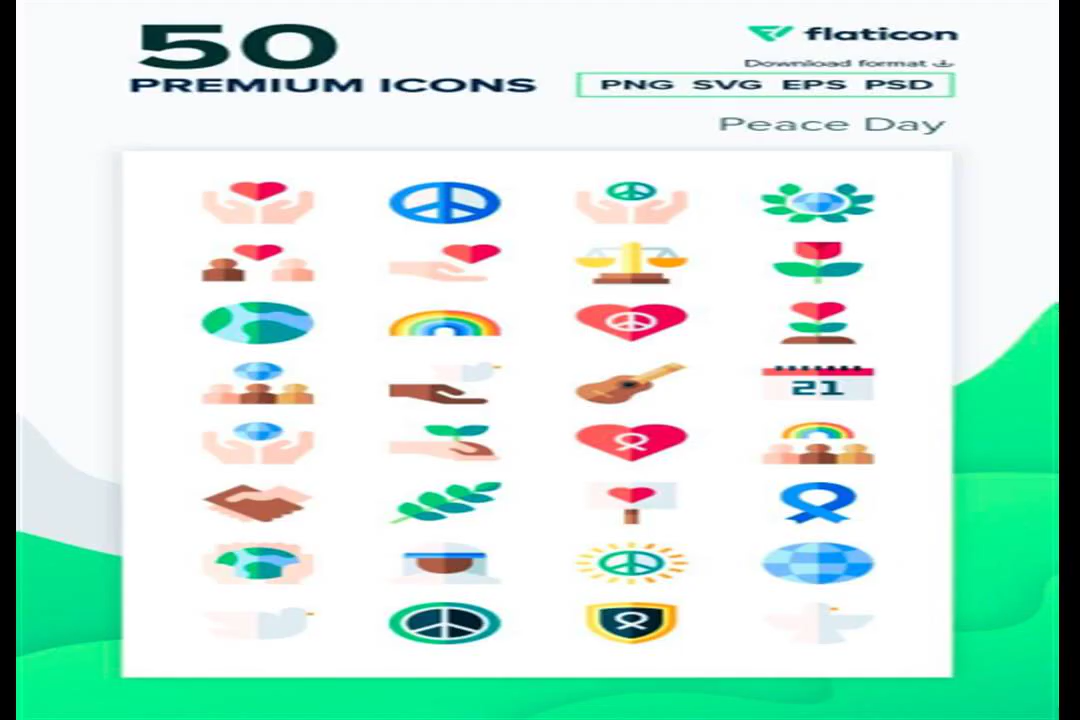 50
PREMIUM ICONS
flaticon
Download format
PNG SVG EPS PSD
Peace Day
21